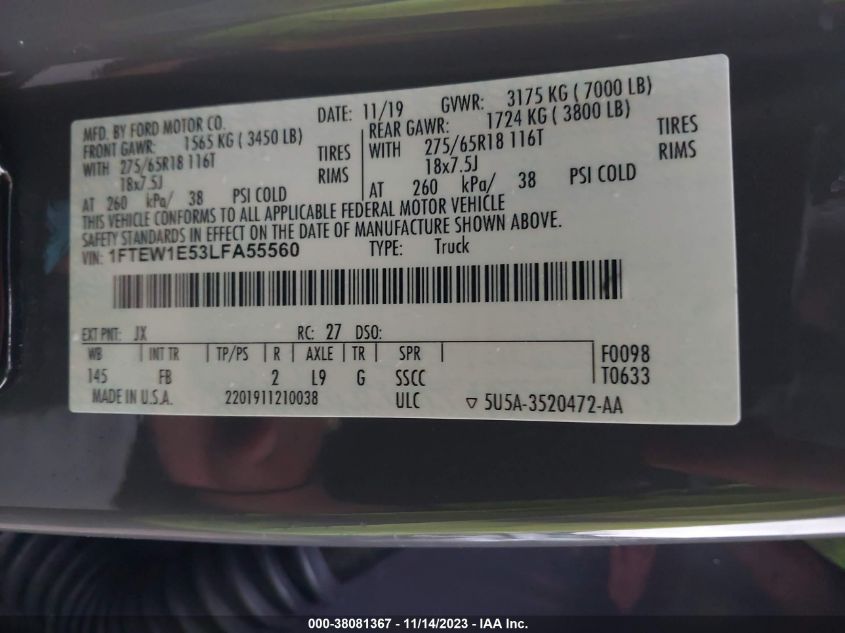 MFD. BY FORD MOTOR CO.
DATE: 11/19 GVWR: 3175 KG ( 7000 LB)
FRONT GAWR: 1565 KG ( 3450 LB)
REAR GAWR: 1724 KG ( 3800 LB)
WITH 275/65R18 116T TIRES
WITH 275/65R18 116T TIRES
18x7.5J RIMS
18x7.5J RIMS
AT 260 kPa/ 38 PSI COLD
AT 260 kPa/ 38 PSI COLD
THIS VEHICLE CONFORMS TO ALL APPLICABLE FEDERAL MOTOR VEHICLE
SAFETY STANDARDS IN EFFECT ON THE DATE OF MANUFACTURE SHOWN ABOVE.
VIN: 1FTEW1E53LFA55560 TYPE: Truck
EXT PNT: JX RC: 27 DSO:
WB INT TR TP/PS R AXLE TR SPR F0098
145 FB 2 L9 G SSCC T0633
MADE IN U.S.A. 2201911210038 ULC ▽ 5U5A-3520472-AA
000-38081367 - 11/14/2023 - IAA Inc.